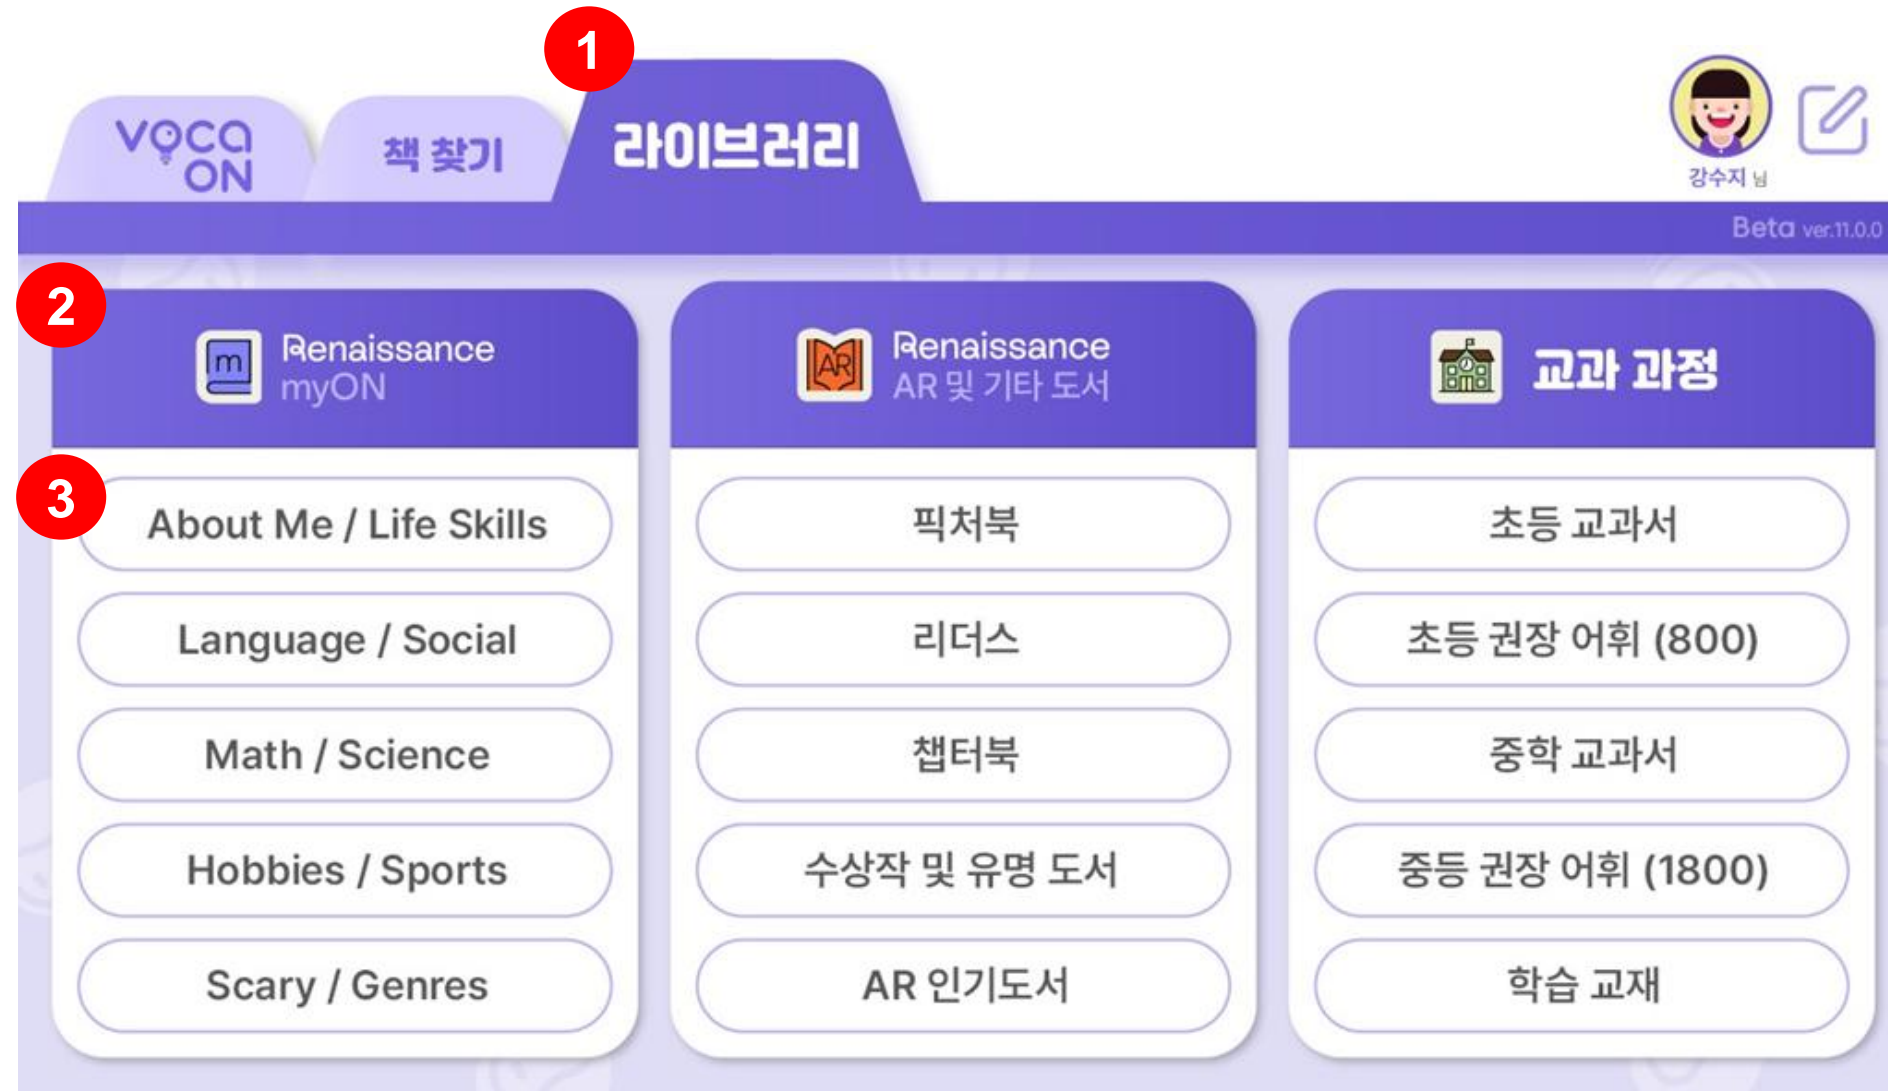 1
VOCA
ON
책 찾기
라이브러리
강수지 님
Beta ver.11.0.0
2
m
Renaissance
myON
AR
Renaissance
AR 및 기타 도서
교과 과정
3
About Me / Life Skills
Language / Social
Math / Science
Hobbies / Sports
Scary / Genres
픽처북
리더스
챕터북
수상작 및 유명 도서
AR 인기도서
초등 교과서
초등 권장 어휘 (800)
중학 교과서
중등 권장 어휘 (1800)
학습 교재